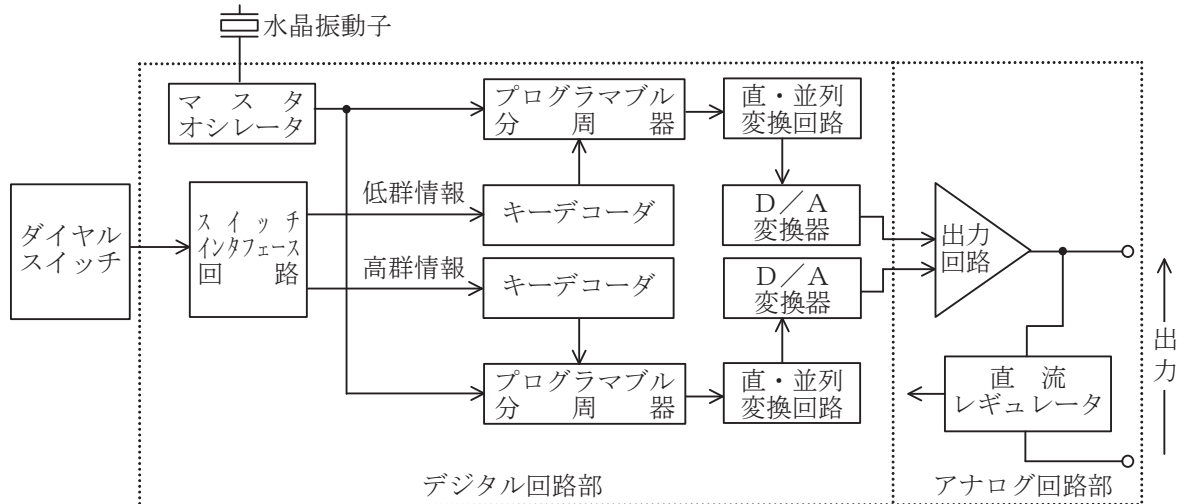 水晶振動子
マスタ
オシレータ
プログラマブル
分周器
直・並列
変換回路
ダイヤル
スイッチ
スイッチ
インタフェース
回路
低群情報
キーデコーダ
D/A
変換器
出力
回路
高群情報
キーデコーダ
D/A
変換器
プログラマブル
分周器
直・並列
変換回路
直流
レギュレータ
出力
デジタル回路部
アナログ回路部